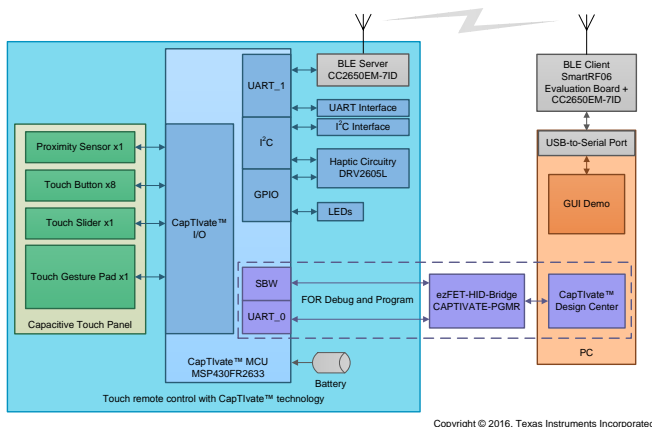 BLE Server
CC2650EM-7ID
BLE Client
SmartRF06
Evaluation Board +
CC2650EM-7ID
UART_1
UART Interface
I²C Interface
I²C
USB-to-Serial Port
Proximity Sensor x1
Haptic Circuitry
DRV2605L
Touch Button x8
GPIO
GUI Demo
LEDs
Touch Slider x1
CapTIvate™
I/O
Touch Gesture Pad x1
SBW
FOR Debug and Program
ezFET-HID-Bridge
CAPTIVATE-PGMR
CapTIvate™
Design Center
UART_0
Capacitive Touch Panel
PC
CapTIvate™ MCU
MSP430FR2633
Battery
Touch remote control with CapTIvate™ technology
Copyright © 2016, Texas Instruments Incorporated